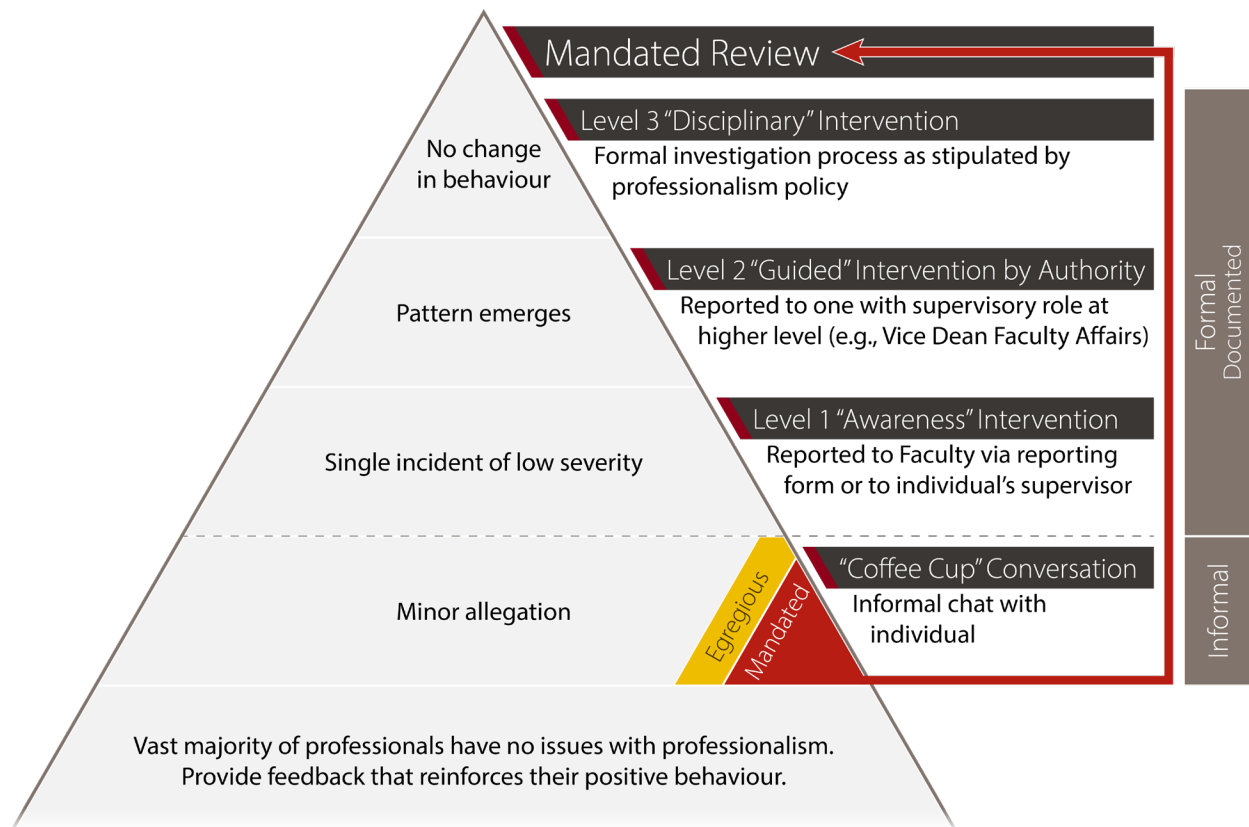 Mandated Review
Level 3 “Disciplinary” Intervention
No change
in behaviour
Formal investigation process as stipulated by
professionalism policy
Level 2 “Guided” Intervention by Authority
Pattern emerges
Reported to one with supervisory role at
higher level (e.g., Vice Dean Faculty Affairs)
Formal
Documented
Level 1 “Awareness” Intervention
Single incident of low severity
Reported to Faculty via reporting
form or to individual’s supervisor
“Coffee Cup” Conversation
Minor allegation
Egregious
Mandated
Informal chat with
individual
Informal
Vast majority of professionals have no issues with professionalism.
Provide feedback that reinforces their positive behaviour.